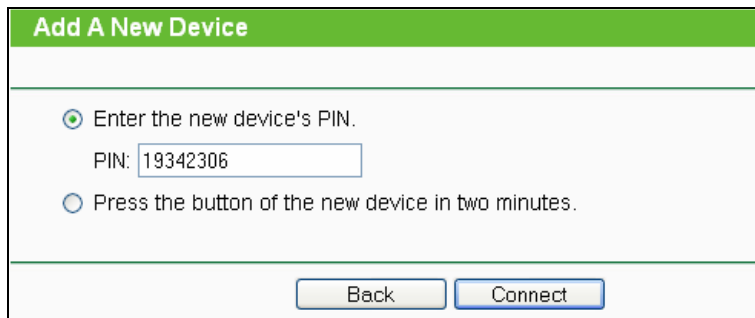 Add A New Device
Enter the new device's PIN.
PIN: 19342306
Press the button of the new device in two minutes.
Back Connect